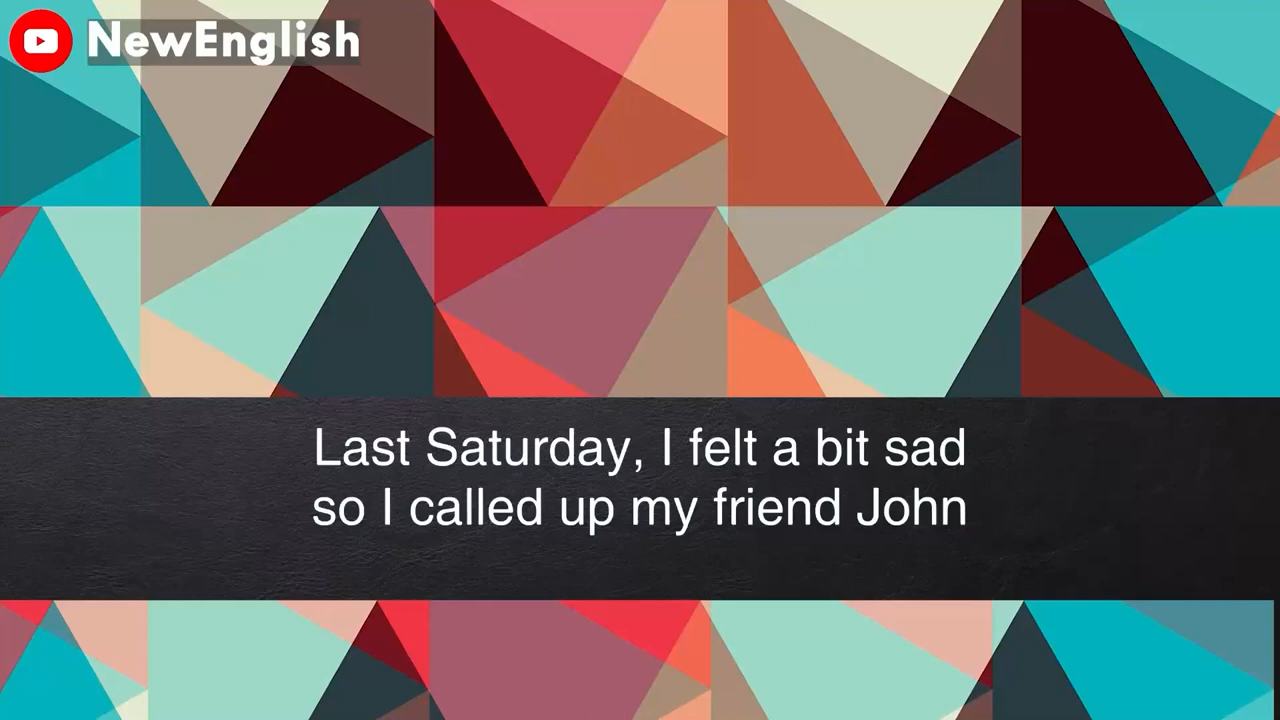 NewEnglish
Last Saturday, I felt a bit sad
so I called up my friend John